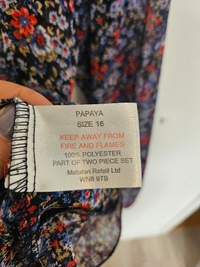 PAPAYA
SIZE 16
KEEP AWAY FROM
FIRE AND FLAMES
100% POLYESTER
PART OF TWO PIECE SET
Matalan Retail Ltd
WN8 9TB